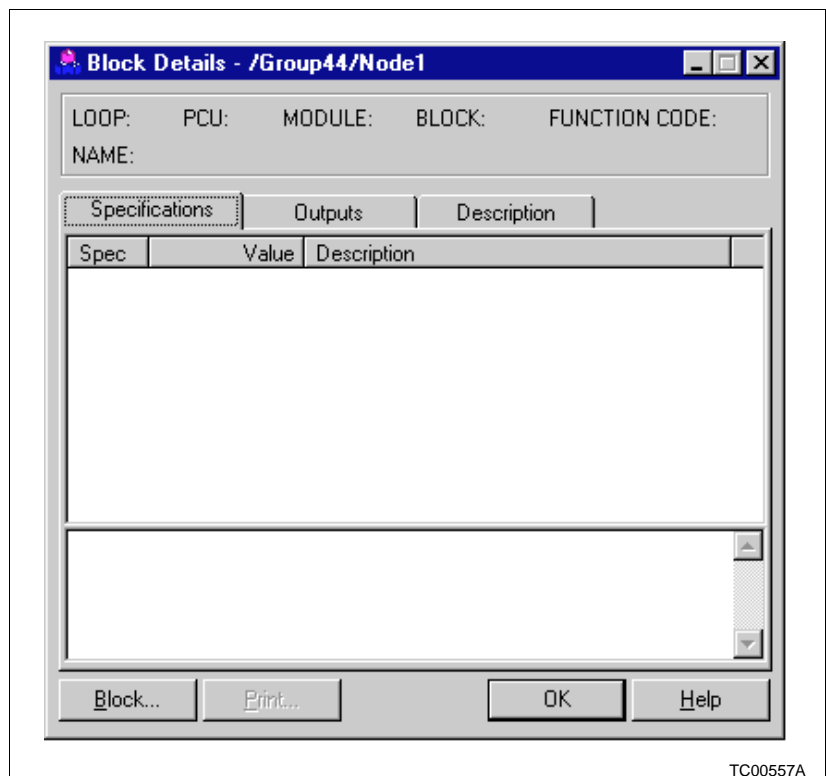 Block Details - /Group44/Node1
LOOP: PCU: MODULE: BLOCK: FUNCTION CODE:
NAME:
Specifications Outputs Description
Spec Value Description
Block... Print... OK Help
TC00557A